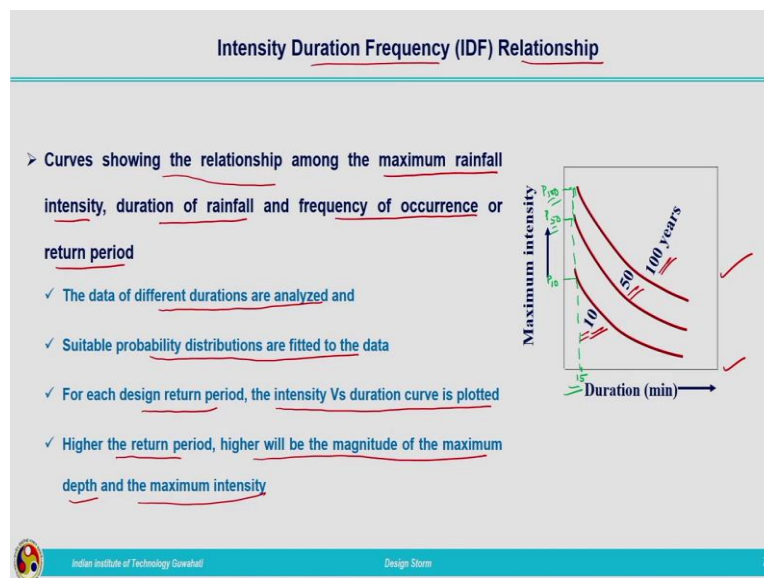 Intensity Duration Frequency (IDF) Relationship
➢ Curves showing the relationship among the maximum rainfall
intensity, duration of rainfall and frequency of occurrence or
return period
✓ The data of different durations are analyzed and
✓ Suitable probability distributions are fitted to the data
✓ For each design return period, the intensity Vs duration curve is plotted
✓ Higher the return period, higher will be the magnitude of the maximum
depth and the maximum intensity
Maximum intensity
P100
P50
P10
100 years
50
10
15
Duration (min)
Indian Institute of Technology Guwahati
Design Storm